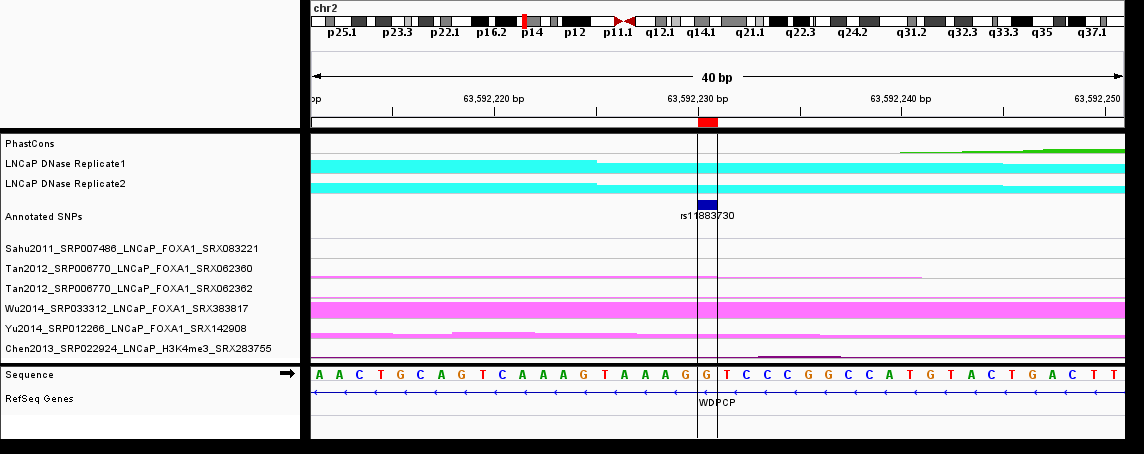 chr2
p25.1 p23.3 p22.1 p16.2 p14 p12 p11.1 q12.1 q14.1 q21.1 q22.3 q24.2 q31.2 q32.3 q33.3 q35 q37.1
40 bp
bp 63,592,220 bp 63,592,230 bp 63,592,240 bp 63,592,250
PhastCons
LNCaP DNase Replicate1
LNCaP DNase Replicate2
Annotated SNPs
rs11883730
Sahu2011_SRP007486_LNCaP_FOXA1_SRX083221
Tan2012_SRP006770_LNCaP_FOXA1_SRX062360
Tan2012_SRP006770_LNCaP_FOXA1_SRX062362
Wu2014_SRP033312_LNCaP_FOXA1_SRX383817
Yu2014_SRP012266_LNCaP_FOXA1_SRX142908
Chen2013_SRP022924_LNCaP_H3K4me3_SRX283755
Sequence A A C T G C A G T C A A A G T A A A G G T C C C G G C C A T G T A C T G A C T T
RefSeq Genes
WDPCP